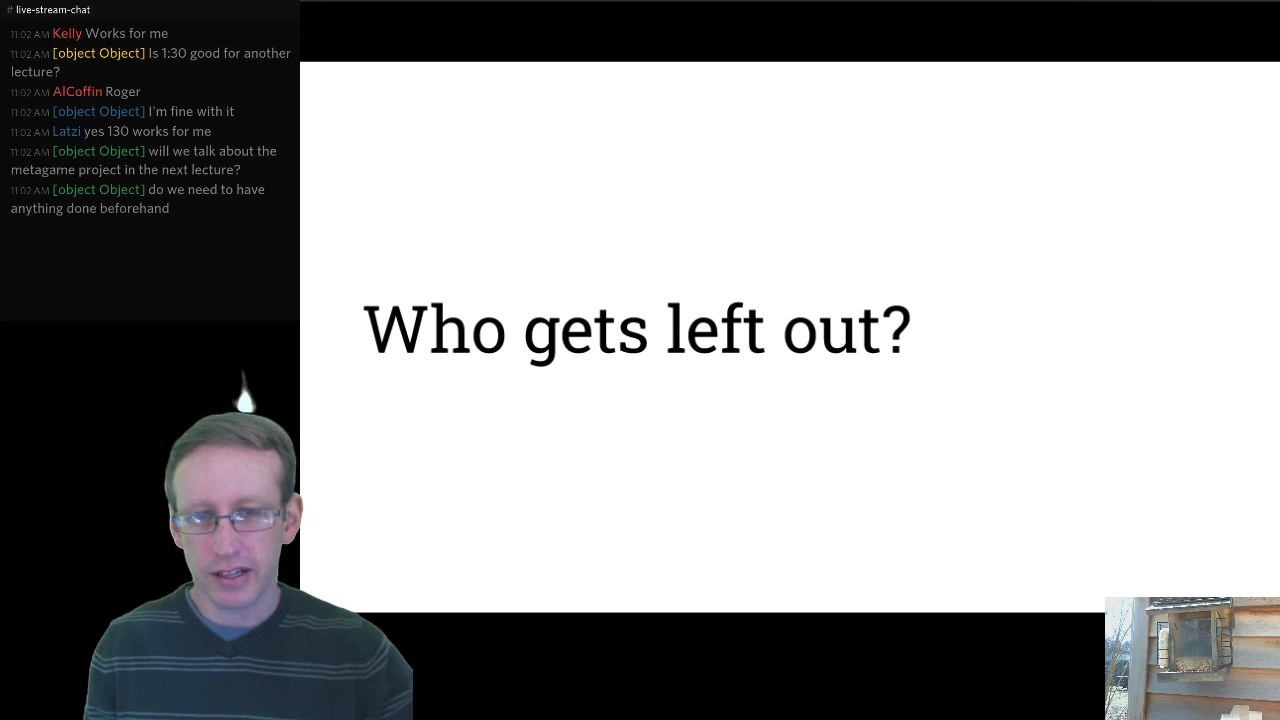 # live-stream-chat
11:02 AM Kelly Works for me
11:02 AM [object Object] Is 1:30 good for another
lecture?
11:02 AM AlCoffin Roger
11:02 AM [object Object] I'm fine with it
11:02 AM Latzi yes 130 works for me
11:02 AM [object Object] will we talk about the
metagame project in the next lecture?
11:02 AM [object Object] do we need to have
anything done beforehand
Who gets left out?